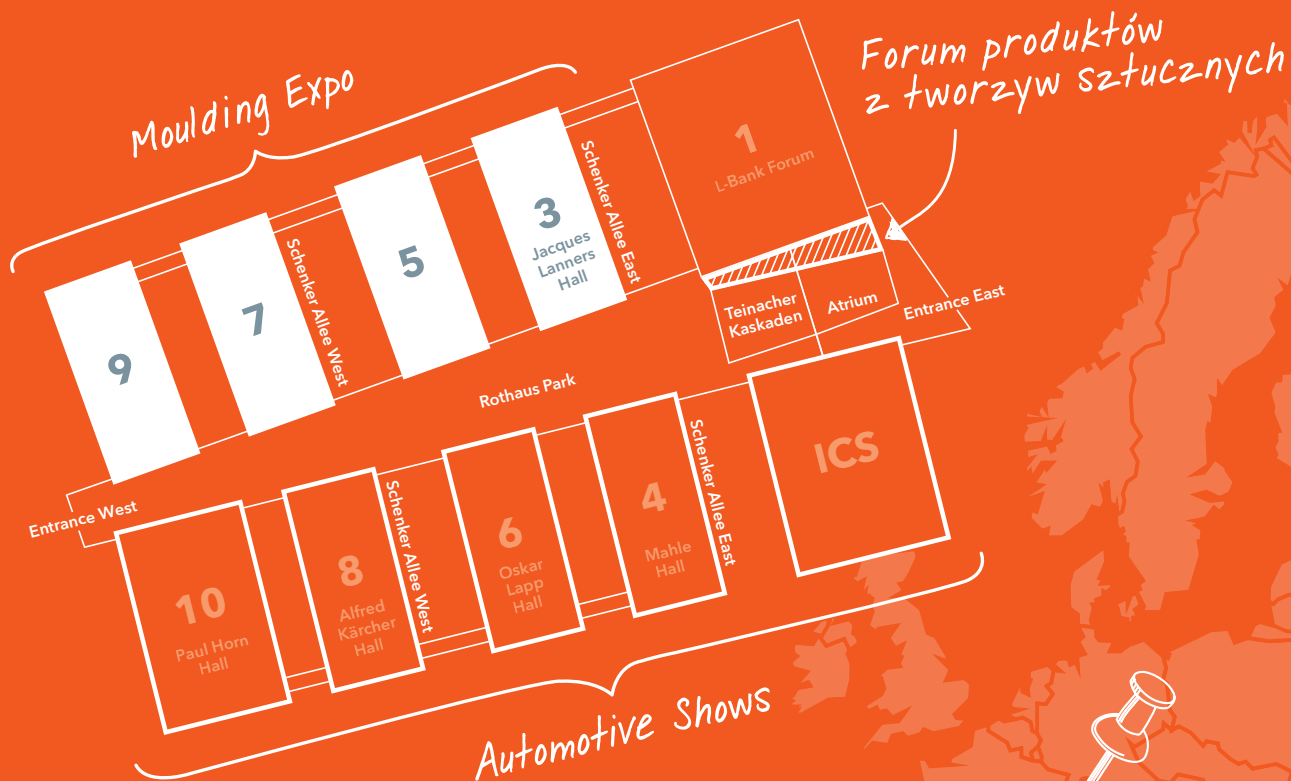 Moulding Expo
Forum produktów
z tworzyw sztucznych
1
L-Bank Forum
3
Jacques
Lanners
Hall
Schenker Allee East
5
7
Schenker Allee West
9
Teinacher
Kaskaden
Atrium
Entrance East
Rothaus Park
Entrance West
10
Paul Horn
Hall
8
Alfred
Kärcher
Hall
Schenker Allee West
6
Oskar
Lapp
Hall
4
Mahle
Hall
Schenker Allee East
ICS
Automotive Shows